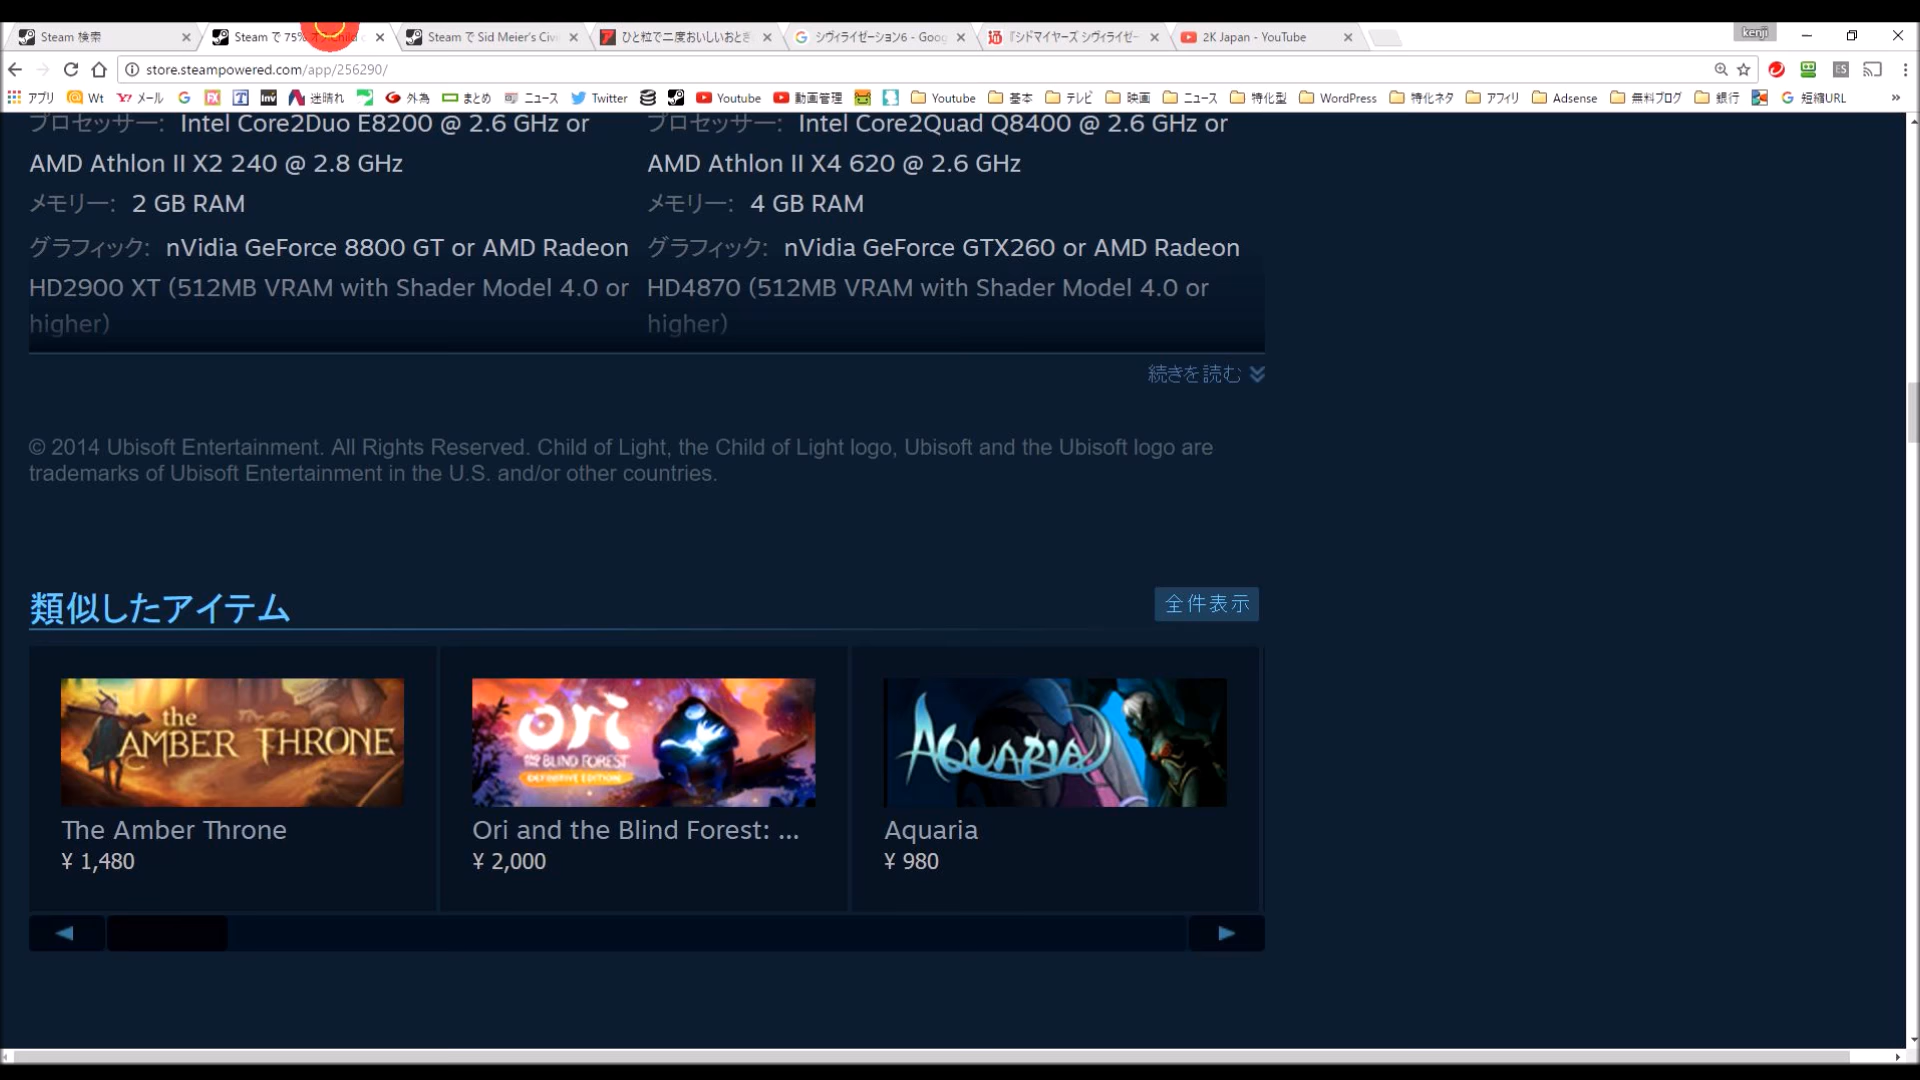 Steam 検索
Steam で 75%
Steam で Sid Meier's Civ
ひと粒で二度おいしいおとぎ
シヴィライゼーション6 - Goog
『シドマイヤーズ シヴィライゼー
2K Japan - YouTube
kenji
store.steampowered.com/app/256290/
アプリ Wt メール 迷晴れ 外為 まとめ ニュース Twitter Youtube 動画管理 Youtube 基本 テレビ 映画 ニュース 特化型 WordPress 特化ネタ アフィリ Adsense 無料ブログ 銀行 短縮URL »
プロセッサー: Intel Core2Duo E8200 @ 2.6 GHz or
AMD Athlon II X2 240 @ 2.8 GHz
メモリー: 2 GB RAM
グラフィック: nVidia GeForce 8800 GT or AMD Radeon
HD2900 XT (512MB VRAM with Shader Model 4.0 or
higher)
プロセッサー: Intel Core2Quad Q8400 @ 2.6 GHz or
AMD Athlon II X4 620 @ 2.6 GHz
メモリー: 4 GB RAM
グラフィック: nVidia GeForce GTX260 or AMD Radeon
HD4870 (512MB VRAM with Shader Model 4.0 or
higher)
続きを読む
© 2014 Ubisoft Entertainment. All Rights Reserved. Child of Light, the Child of Light logo, Ubisoft and the Ubisoft logo are
trademarks of Ubisoft Entertainment in the U.S. and/or other countries.
類似したアイテム
全件表示
the
AMBER THRONE
The Amber Throne
¥ 1,480
ori
AND THE BLIND FOREST
DEFINITIVE EDITION
Ori and the Blind Forest: ...
¥ 2,000
AQUARIA
Aquaria
¥ 980